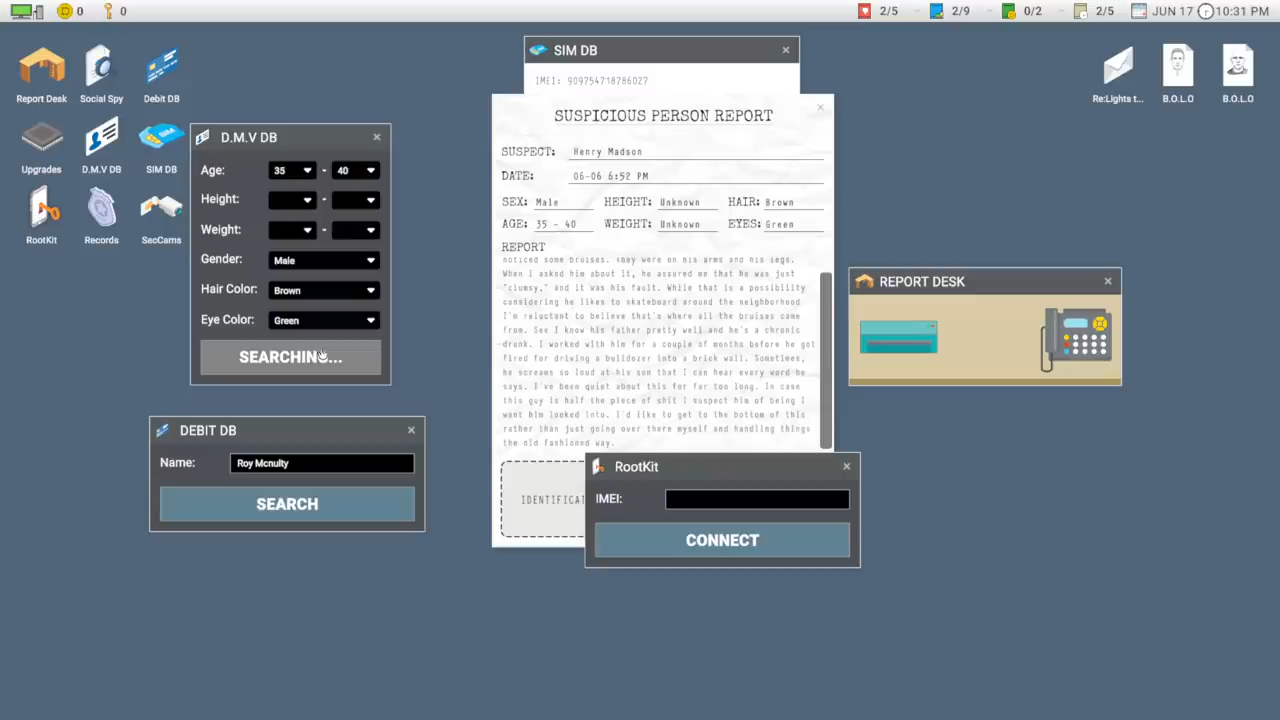 0
0
2/5
2/9
0/2
2/5
JUN 17
10:31 PM
Report Desk
Social Spy
Debit DB
Upgrades
D.M.V DB
SIM DB
RootKit
Records
SecCams
Re:Lights t...
B.O.L.O
B.O.L.O
D.M.V DB
Age: 35 - 40
Height: -
Weight: -
Gender: Male
Hair Color: Brown
Eye Color: Green
SEARCHING...
DEBIT DB
Name: Roy Mcnulty
SEARCH
SIM DB
IMEI: 909754718786027
SUSPICIOUS PERSON REPORT
SUSPECT: Henry Madson
DATE: 06-06 6:52 PM
SEX: Male HEIGHT: Unknown HAIR: Brown
AGE: 35 - 40 WEIGHT: Unknown EYES: Green
REPORT
noticed some bruises. They were on his arms and his legs.
When I asked him about it, he assured me that he was just
"clumsy," and it was his fault. While that is a possibility
considering he likes to skateboard around the neighborhood
I'm reluctant to believe that's where all the bruises came
from. See I know his father pretty well and he's a chronic
drunk. I worked with him for a couple of months before he got
fired for driving a bulldozer into a brick wall. Sometimes,
he screams so loud at his son that I can hear every word he
says. I've been quiet about this for far too long. In case
this guy is half the piece of shit I suspect him of being I
want him looked into. I'd like to get to the bottom of this
rather than just going over there myself and handling things
the old fashioned way.
IDENTIFICAT
RootKit
IMEI:
CONNECT
REPORT DESK